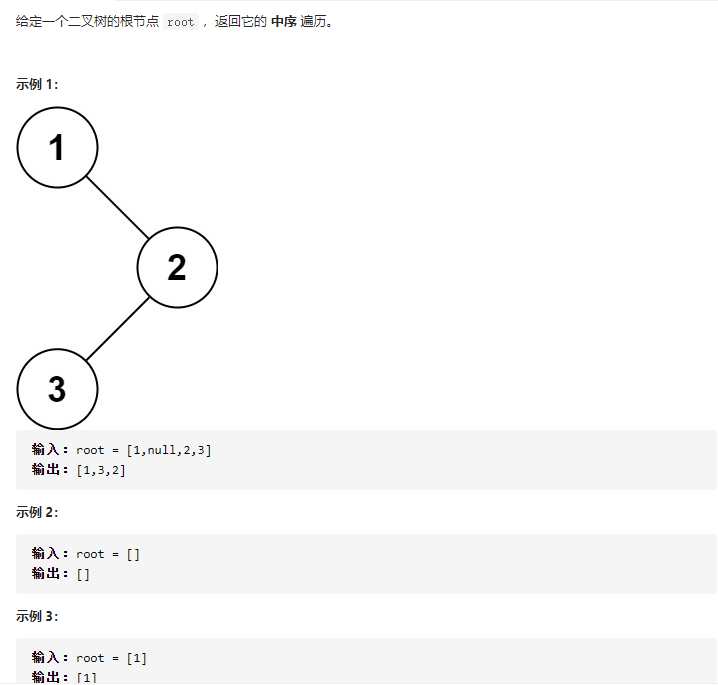 给定一个二叉树的根节点 root ，返回它的 中序 遍历。
示例 1：
1
2
3
输入：root = [1,null,2,3]
输出：[1,3,2]
示例 2：
输入：root = []
输出：[]
示例 3：
输入：root = [1]
输出：[1]